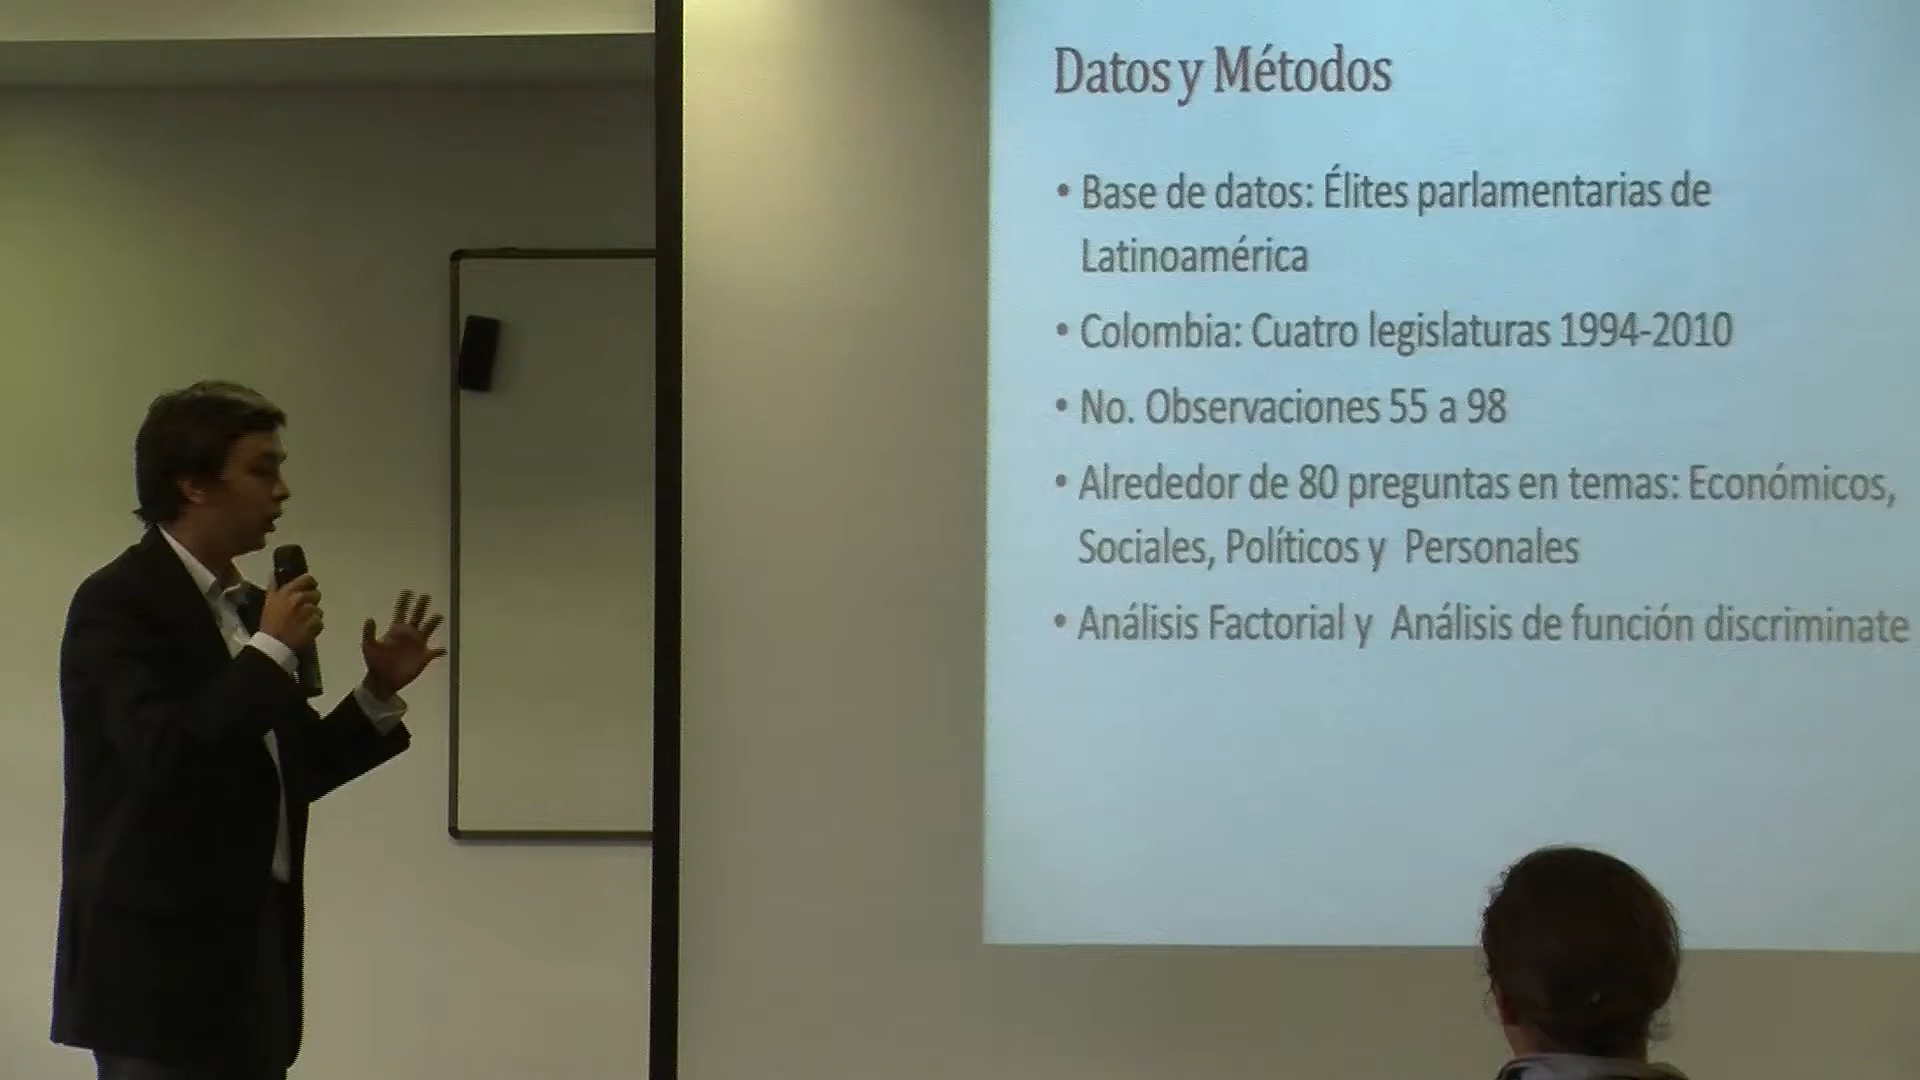 Datos y Métodos
• Base de datos: Élites parlamentarias de
Latinoamérica
• Colombia: Cuatro legislaturas 1994-2010
• No. Observaciones 55 a 98
• Alrededor de 80 preguntas en temas: Económicos,
Sociales, Políticos y Personales
• Análisis Factorial y Análisis de función discriminate